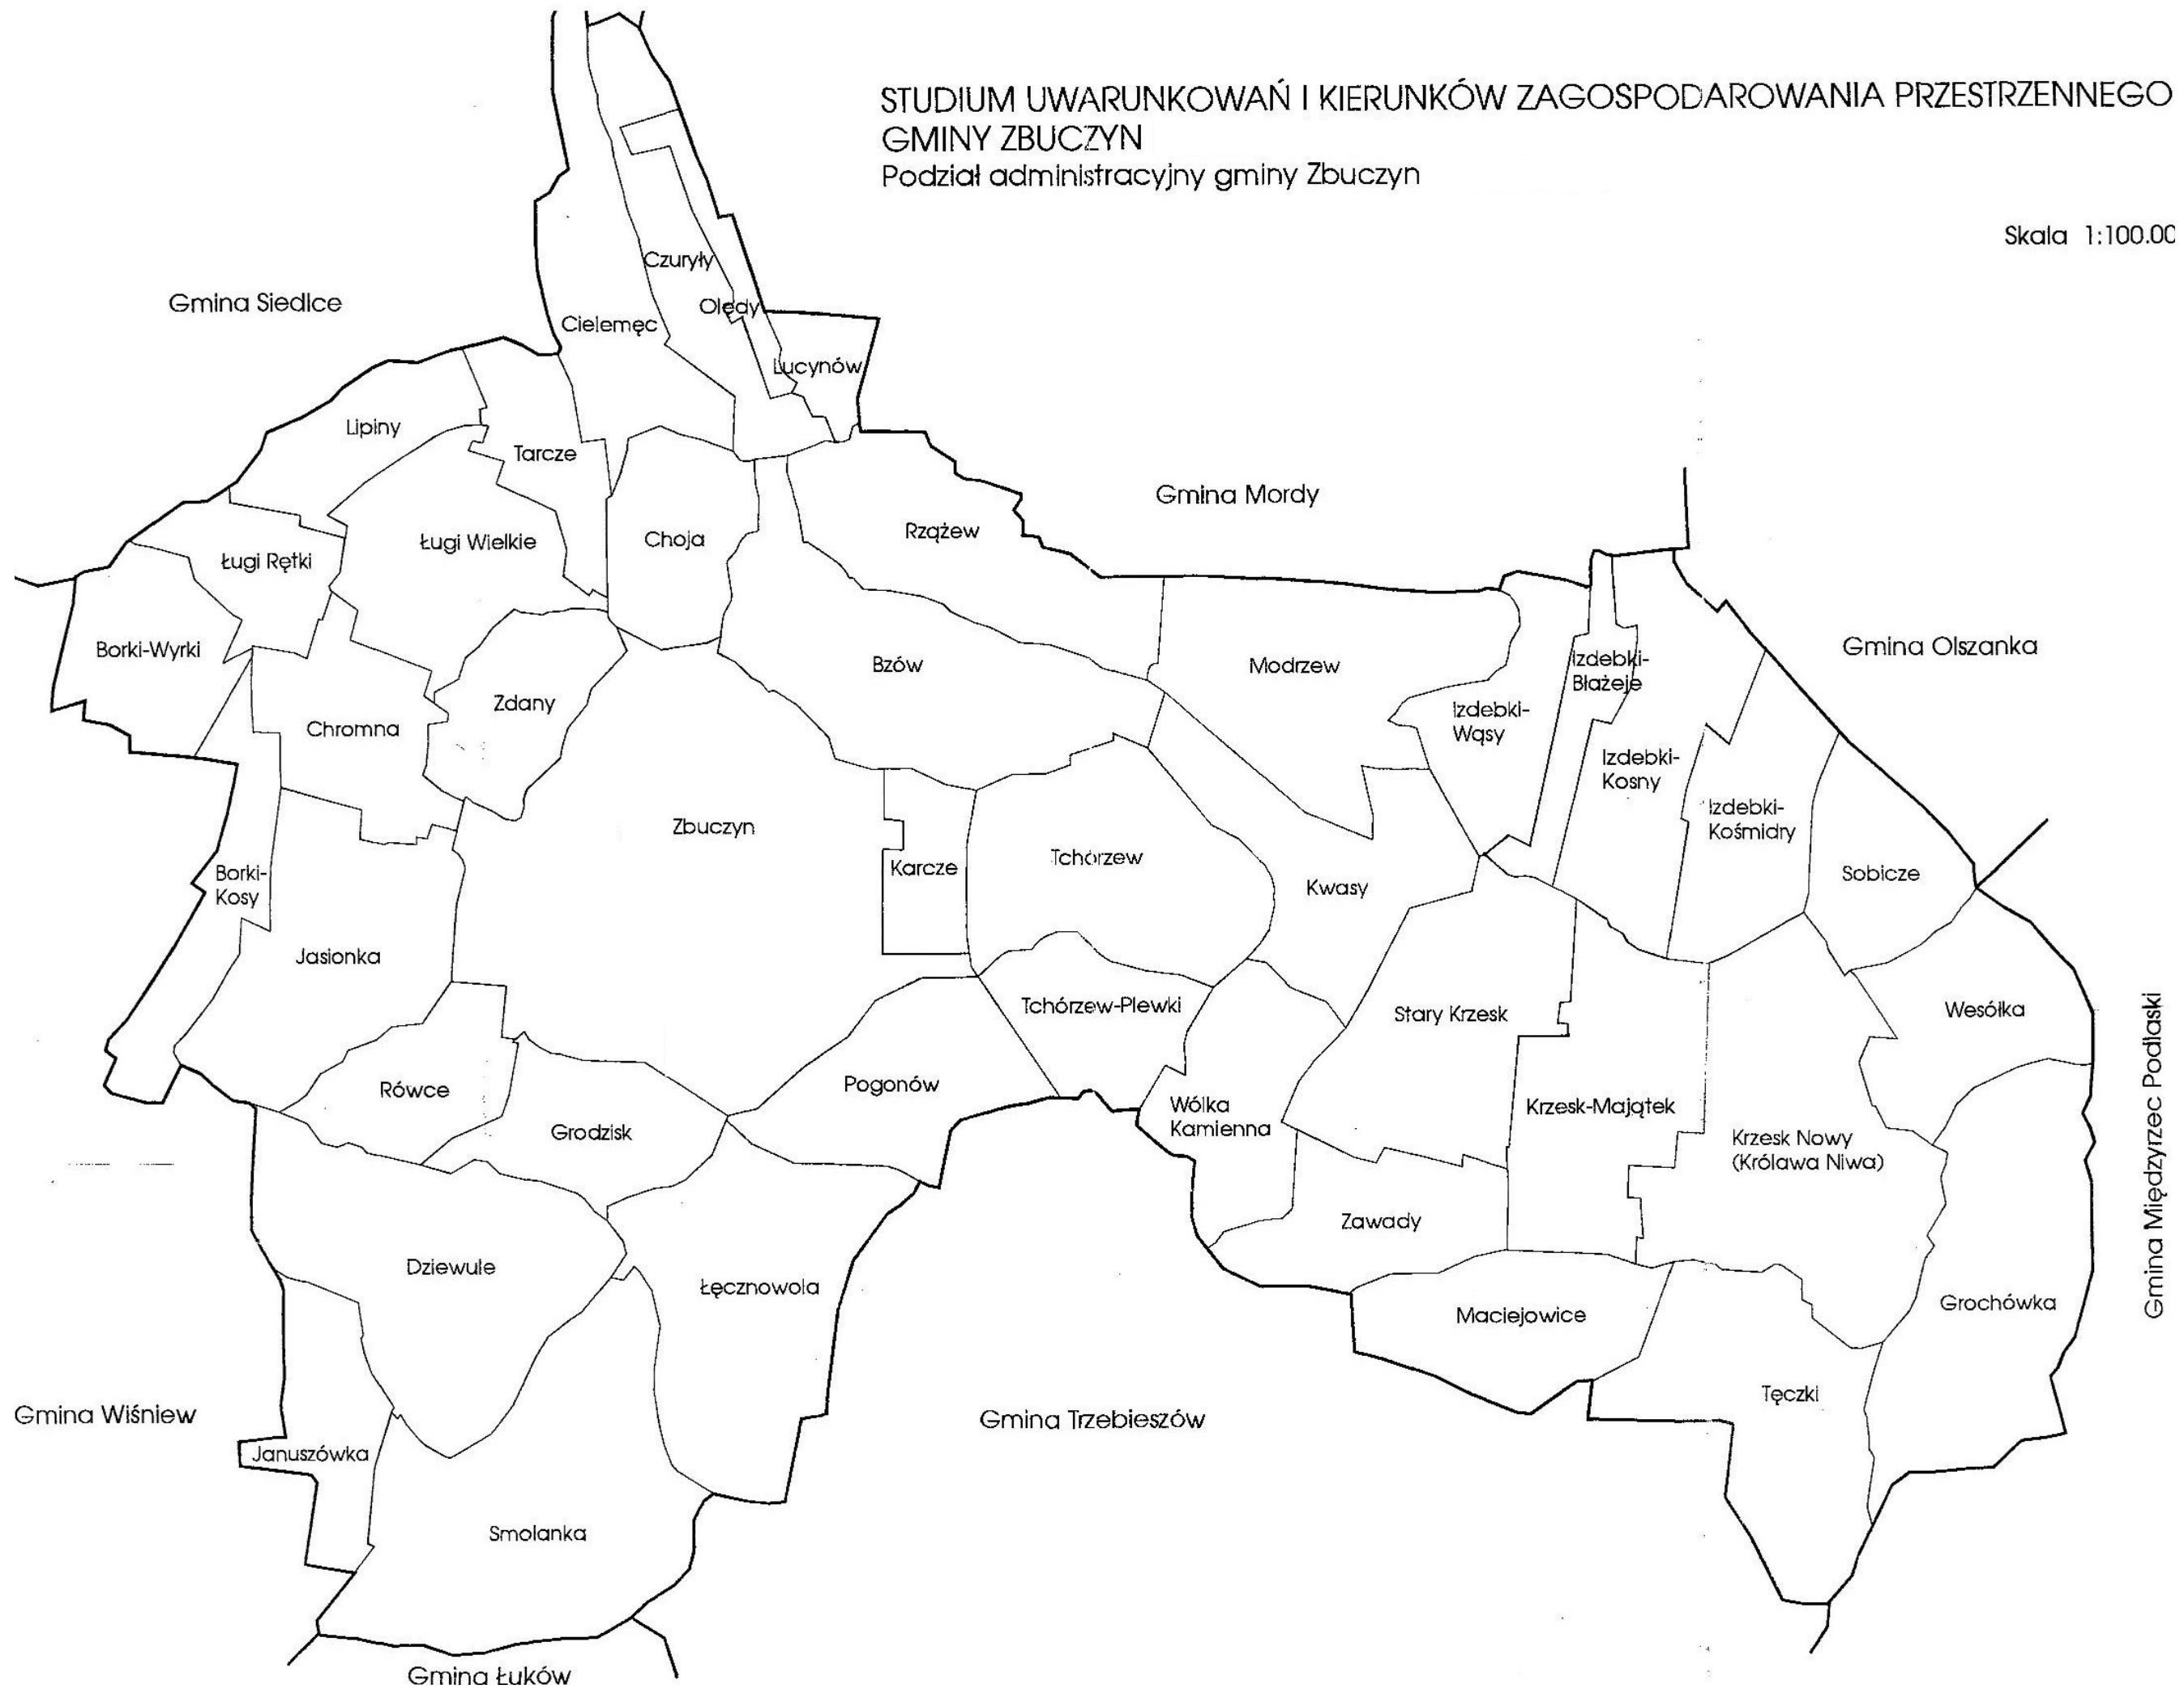 STUDIUM UWARUNKOWAŃ I KIERUNKÓW ZAGOSPODAROWANIA PRZESTRZENNEGO
GMINY ZBUCZYN
Podział administracyjny gminy Zbuczyn
Skala 1:100.00
Gmina Siedlce
Czuryły
Olędy
Cielemęc
Lucynów
Lipiny
Tarcze
Gmina Mordy
Rzążew
Choja
Ługi Wielkie
Ługi Rętki
Borki-Wyrki
Gmina Olszanka
Bzów
Modrzew
Izdebki-
Błażeje
Zdany
Izdebki-
Wąsy
Chromna
Izdebki-
Kosny
Izdebki-
Kośmidry
Zbuczyn
Tchórzew
Karcze
Borki-
Kosy
Kwasy
Sobicze
Jasionka
Tchórzew-Plewki
Stary Krzesk
Wesółka
Równce
Pogonów
Wólka
Kamienna
Krzesk-Majątek
Grodzisk
Krzesk Nowy
(Królawa Niwa)
Gmina Międzyrzec Podlaski
Zawady
Dziewule
Łęcznowola
Maciejowice
Grochówka
Tęczki
Gmina Wiśniew
Gmina Trzebieszów
Januszówka
Smolanka
Gmina Łuków